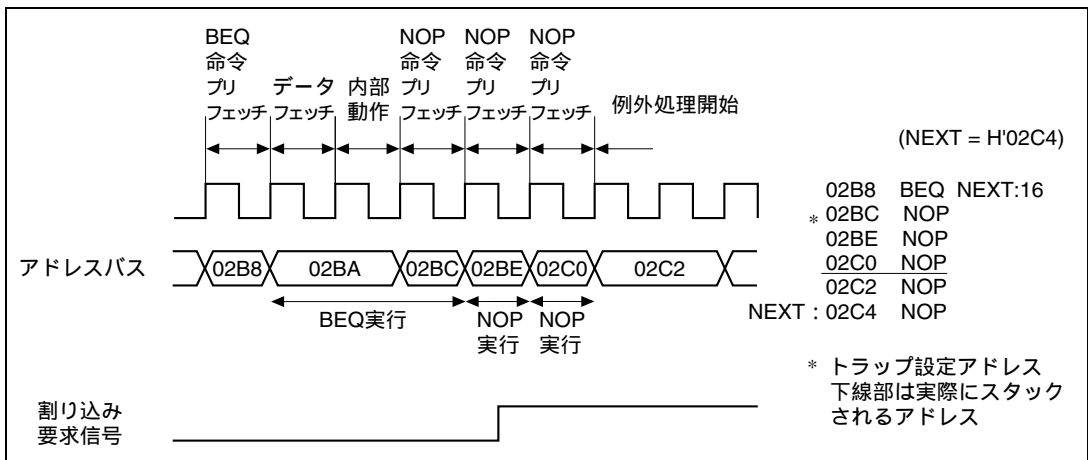 BEQ
命令
プリ
フェッチ
データ
フェッチ
内部
動作
NOP
命令
プリ
フェッチ
NOP
命令
プリ
フェッチ
NOP
命令
プリ
フェッチ
例外処理開始
(NEXT = H'02C4)
02B8 BEQ NEXT:16
* 02BC NOP
02BE NOP
02C0 NOP
02C2 NOP
NEXT : 02C4 NOP
アドレスバス
02B8 02BA 02BC 02BE 02C0 02C2
BEQ実行
NOP
実行
NOP
実行
* トラップ設定アドレス
下線部は実際にスタック
されるアドレス
割り込み
要求信号